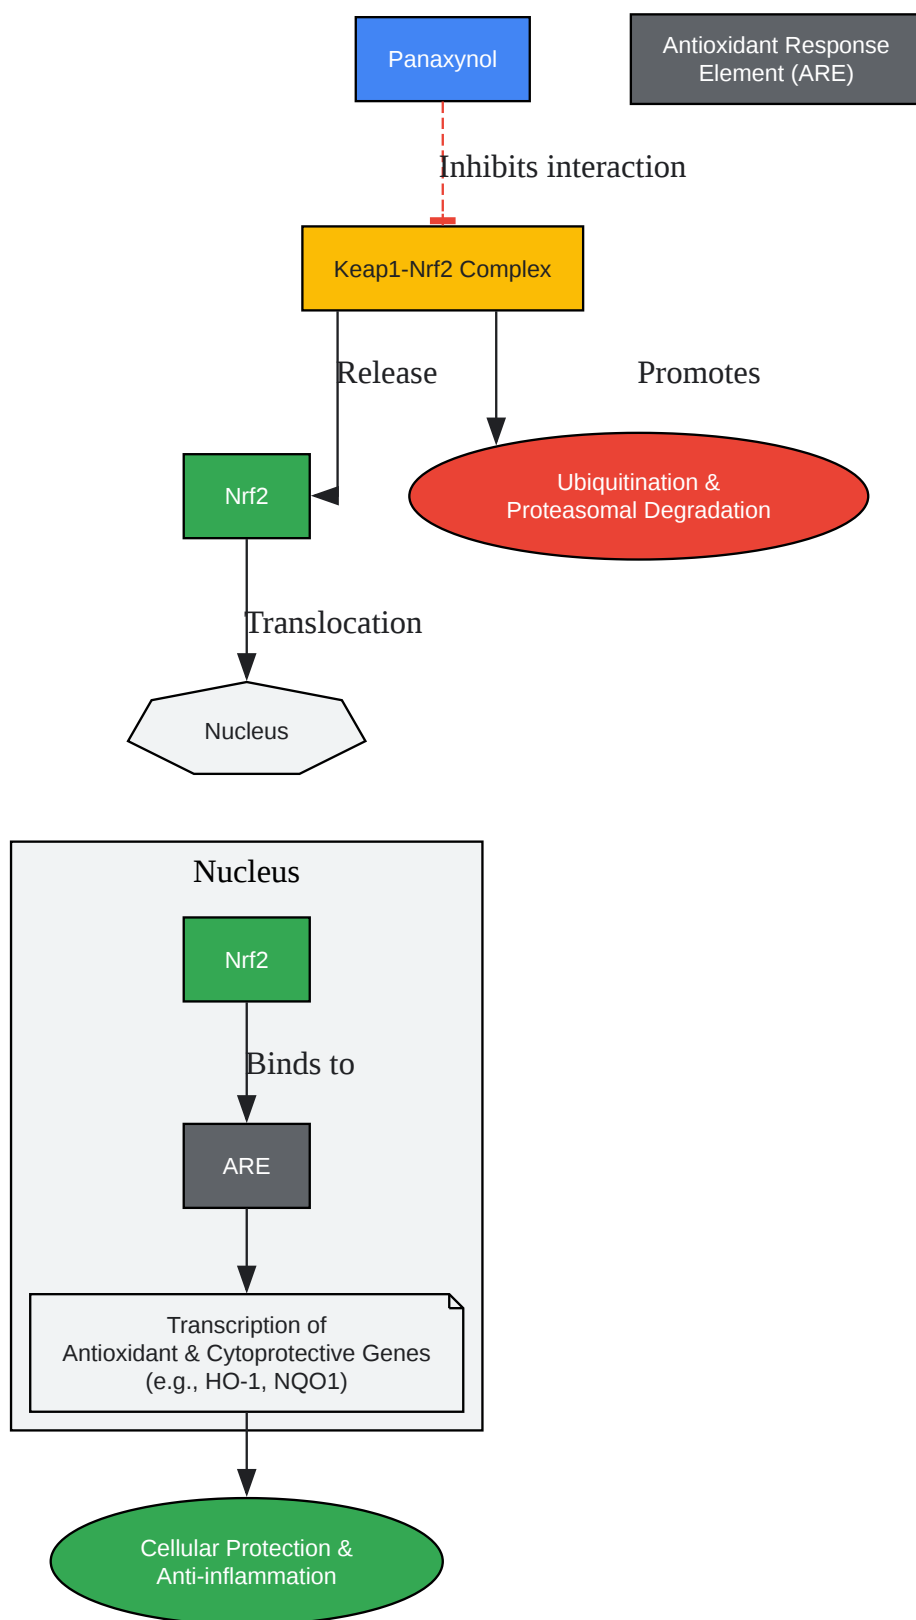 Panaxynol
Antioxidant Response
Element (ARE)
Inhibits interaction
Keap1-Nrf2 Complex
Release
Promotes
Nrf2
Ubiquitination &
Proteasomal Degradation
Translocation
Nucleus
Nucleus
Nrf2
Binds to
ARE
Transcription of
Antioxidant & Cytoprotective Genes
(e.g., HO-1, NQO1)
Cellular Protection &
Anti-inflammation